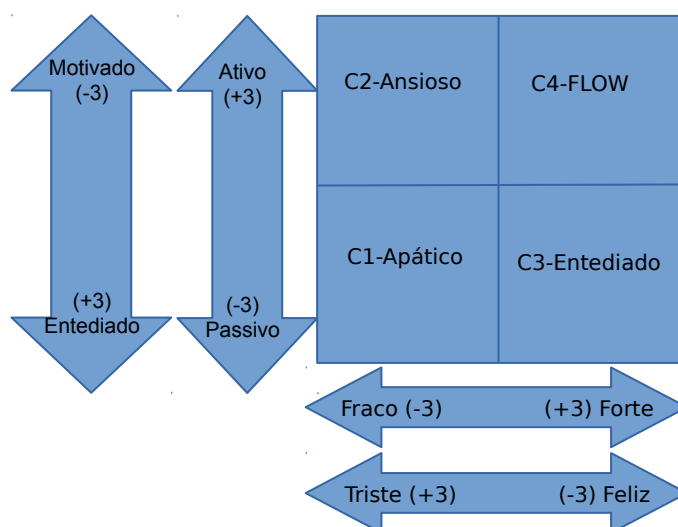 Motivado
(-3)
Ativo
(+3)
C2-Ansioso
C4-FLOW
C1-Apático
C3-Entediado
(+3)
Entediado
(-3)
Passivo
Fraco (-3)
(+3) Forte
Triste (+3)
(-3) Feliz